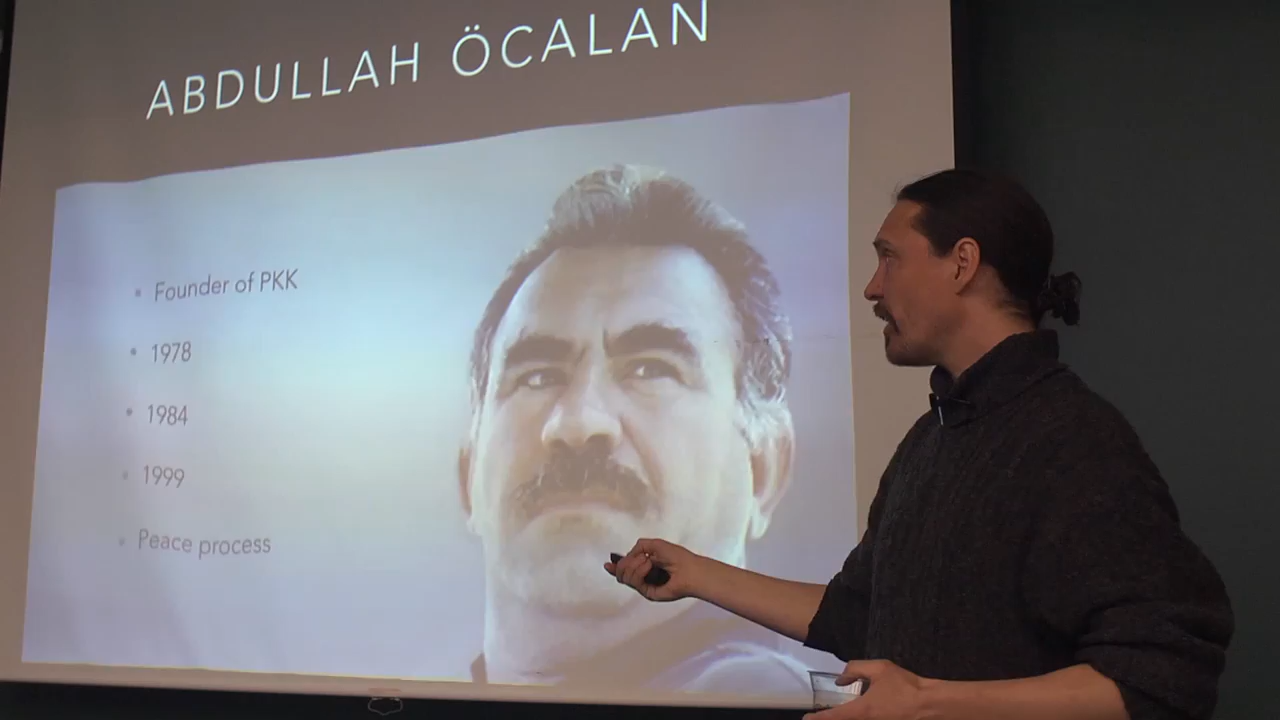 ABDULLAH ÖCALAN
Founder of PKK
1978
1984
1999
Peace process